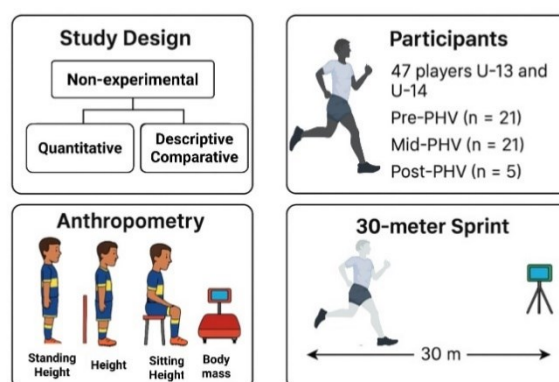 Study Design
Non-experimental
Quantitative
Descriptive
Comparative
Participants
47 players U-13 and
U-14
Pre-PHV (n = 21)
Mid-PHV (n = 21)
Post-PHV (n = 5)
Anthropometry
Standing
Height
Height
Sitting
Height
Body
mass
30-meter Sprint
30 m